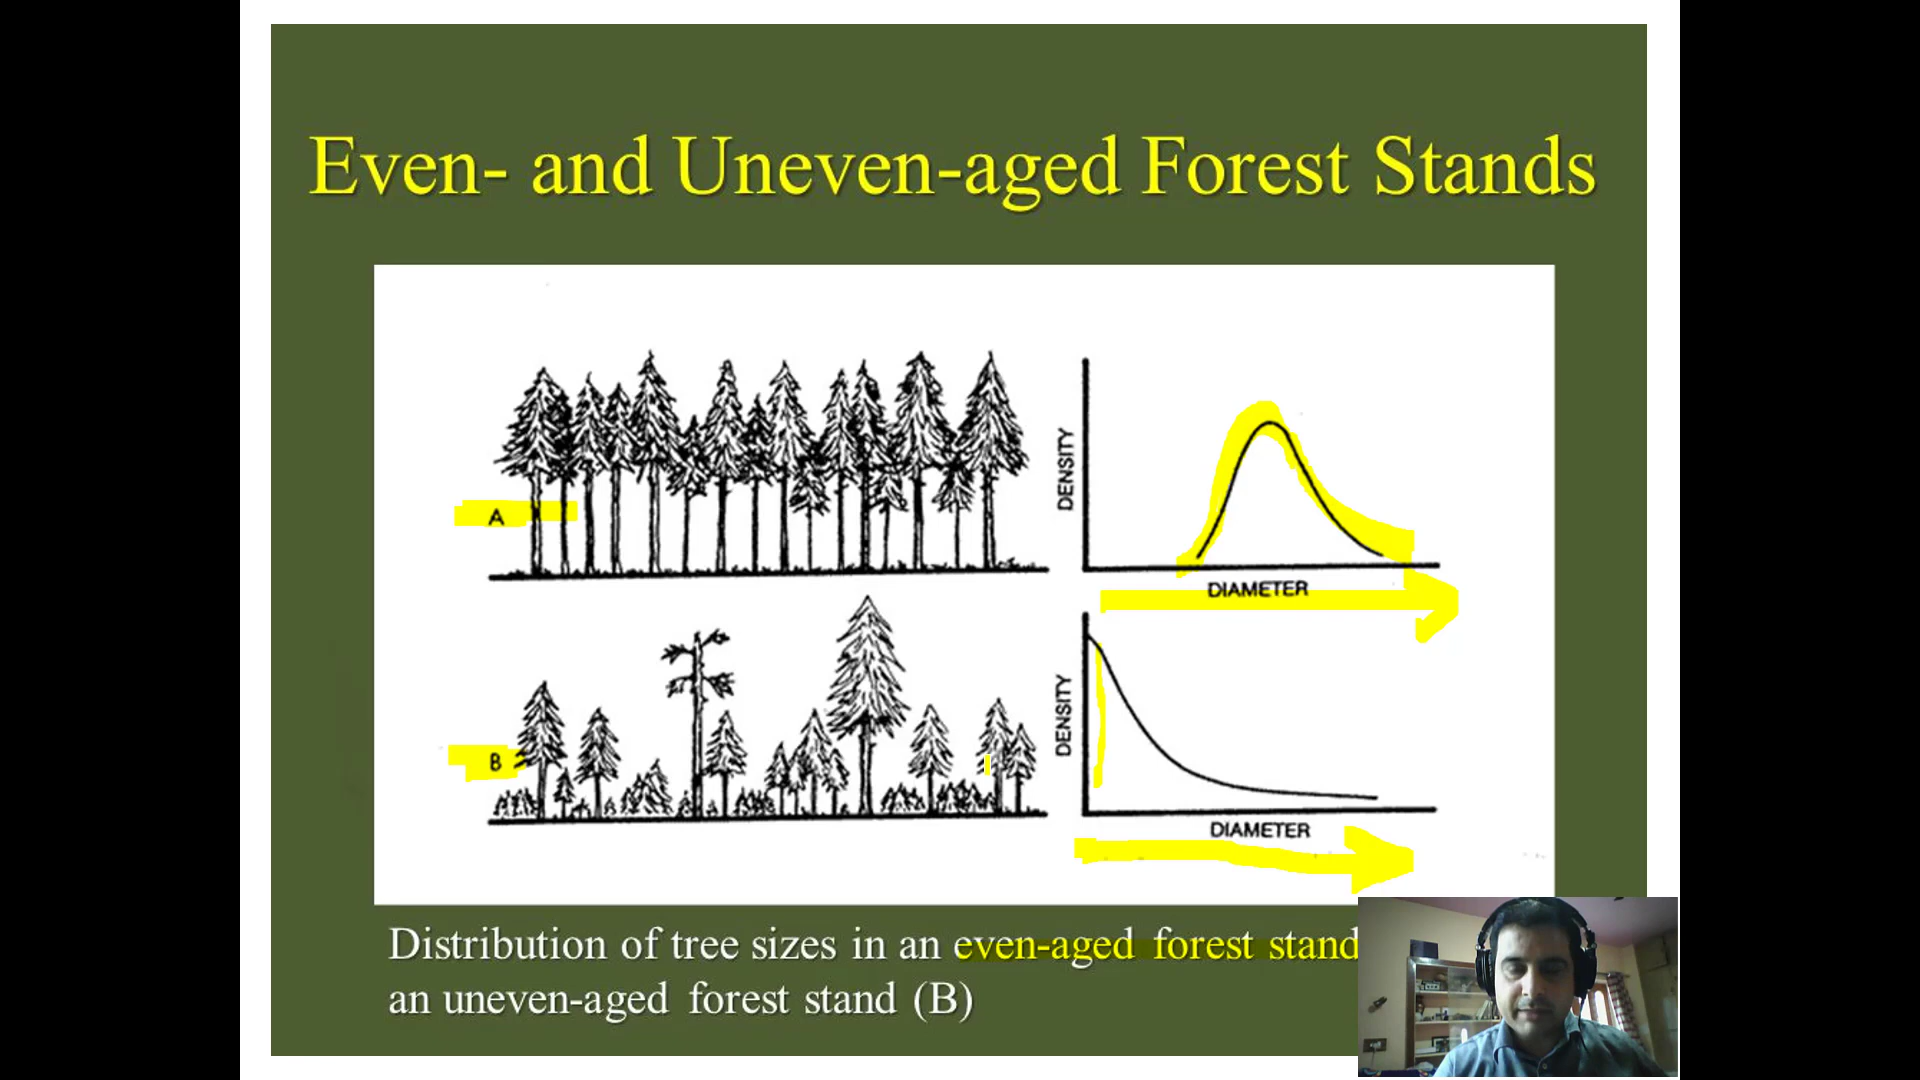 Even- and Uneven-aged Forest Stands
A
DENSITY
DIAMETER
B
DENSITY
DIAMETER
Distribution of tree sizes in an even-aged forest stand
an uneven-aged forest stand (B)